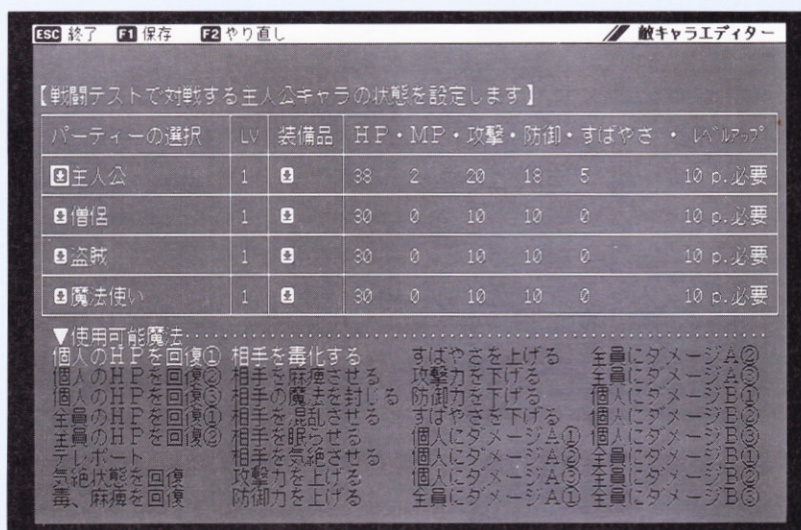 ESC 終了 F1 保存 F2 やり直し 敵キャラエディター
【戦闘テストで対戦する主人公キャラの状態を設定します】
パーティーの選択 LV 装備品 HP・MP・攻撃・防御・すばやさ・レベルアップ
主人公 1 38 2 20 18 5 10 p.必要
僧侶 1 30 0 10 10 0 10 p.必要
盗賊 1 30 0 10 10 0 10 p.必要
魔法使い 1 30 0 10 10 0 10 p.必要
▼使用可能魔法
個人のHPを回復① 相手を毒化する すばやさを上げる 全員にダメージA②
個人のHPを回復② 相手を麻痺させる 攻撃力を下げる 全員にダメージA③
個人のHPを回復③ 相手の魔法を封じる 防御力を下げる 個人にダメージB①
全員のHPを回復① 相手を混乱させる すばやさを下げる 個人にダメージB②
全員のHPを回復② 相手を眠らせる 個人にダメージA① 個人にダメージB③
テレポート 相手を気絶させる 個人にダメージA② 全員にダメージB①
気絶状態を回復 攻撃力を上げる 個人にダメージA③ 全員にダメージB②
毒、麻痺を回復 防御力を上げる 全員にダメージA① 全員にダメージB③